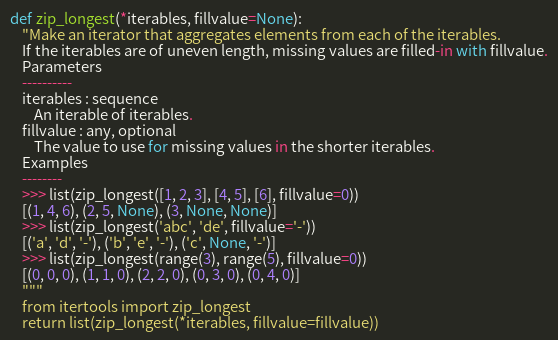 def zip_longest(*iterables, fillvalue=None):
"Make an iterator that aggregates elements from each of the iterables.
If the iterables are of uneven length, missing values are filled-in with fillvalue.
Parameters
----------
iterables : sequence
An iterable of iterables.
fillvalue : any, optional
The value to use for missing values in the shorter iterables.
Examples
--------
>>> list(zip_longest([1, 2, 3], [4, 5], [6], fillvalue=0))
[(1, 4, 6), (2, 5, None), (3, None, None)]
>>> list(zip_longest('abc', 'de', fillvalue='-'))
[('a', 'd', '-'), ('b', 'e', '-'), ('c', None, '-')]
>>> list(zip_longest(range(3), range(5), fillvalue=0))
[(0, 0, 0), (1, 1, 0), (2, 2, 0), (0, 3, 0), (0, 4, 0)]
"""
from itertools import zip_longest
return list(zip_longest(*iterables, fillvalue=fillvalue))